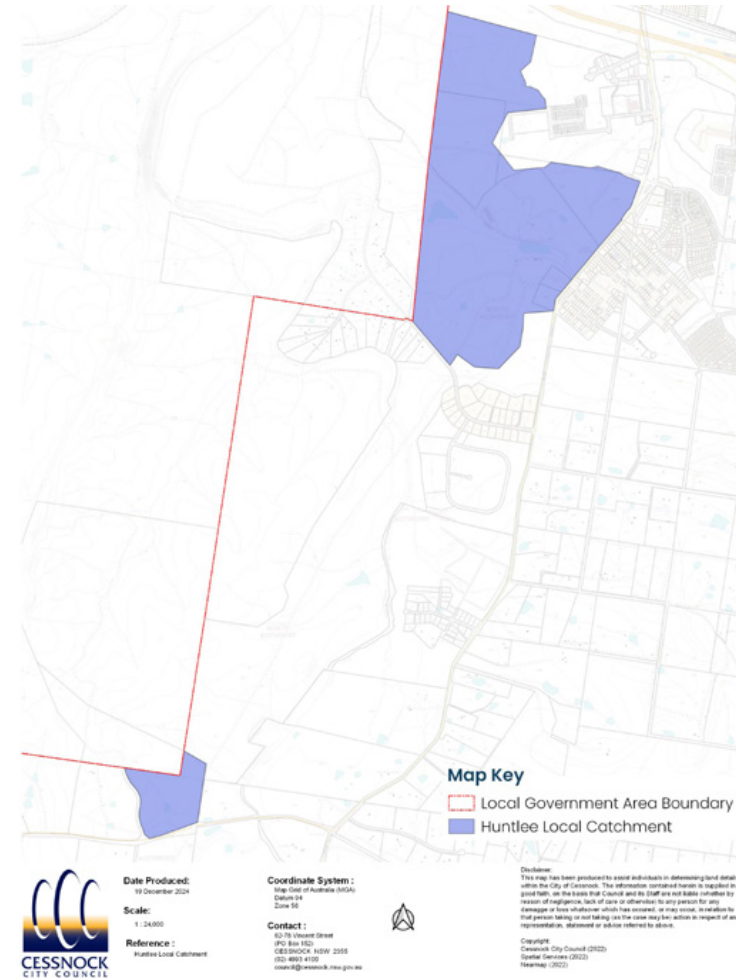 Map Key
Local Government Area Boundary
Huntlee Local Catchment
CESSNOCK
CITY COUNCIL
Date Produced:
19 December 2024
Scale:
1 : 24,000
Reference :
Huntlee Local Catchment
Coordinate System :
Map Grid of Australia (MGA)
Datum 94
Zone 56
Contact :
62-78 Vincent Street
(PO Box 152)
CESSNOCK NSW 2325
(02) 4993 4100
council@cessnock.nsw.gov.au
Disclaimer:
This map has been produced to assist individuals in determining land detail
within the City of Cessnock. The information contained herein is supplied in
good faith, on the basis that Council and its Staff are not liable (whether by
reason of negligence, lack of care or otherwise) to any person for any
damage or loss whatsoever which has occurred, or may occur, in relation to
that person taking or not taking (as the case may be) action in respect of any
representation, statement or advice referred to above.
Copyright:
Cessnock City Council (2022)
Spatial Services (2022)
Nearmap (2022)